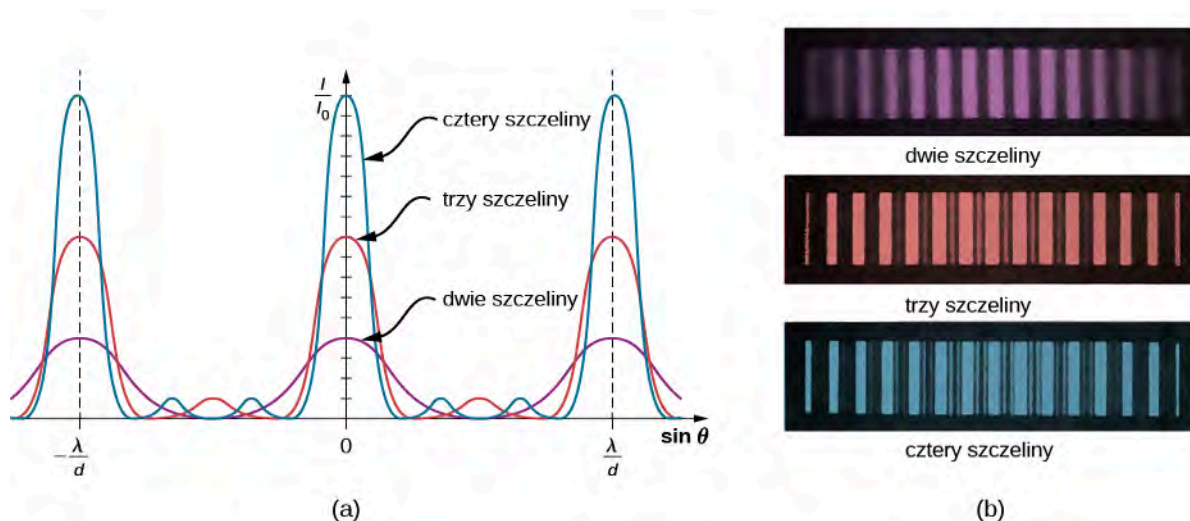 I
I₀
cztery szczeliny
trzy szczeliny
dwie szczeliny
−λ
d
0
λ
d
sin θ
(a)
dwie szczeliny
trzy szczeliny
cztery szczeliny
(b)